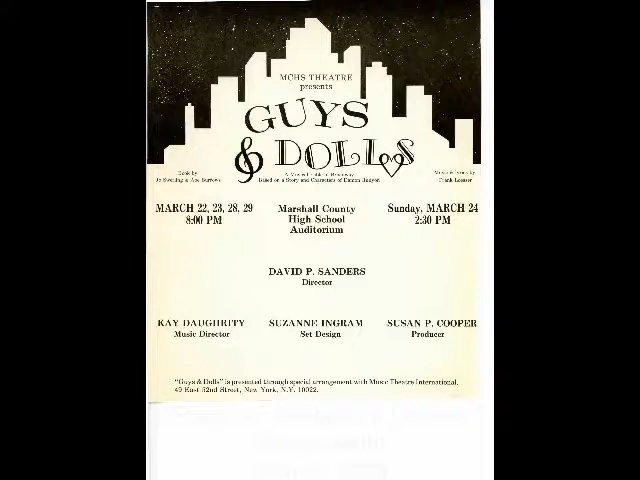 MCHS THEATRE
presents
GUYS
& DOLLS
Book by
Jo Swerling & Abe Burrows
A Musical Fable of Broadway
Based on a Story and Characters of Damon Runyon
Music & lyrics by
Frank Loesser
MARCH 22, 23, 28, 29
8:00 PM
Marshall County
High School
Auditorium
Sunday, MARCH 24
2:30 PM
DAVID P. SANDERS
Director
KAY DAUGHRITY
Music Director
SUZANNE INGRAM
Set Design
SUSAN P. COOPER
Producer
"Guys & Dolls" is presented through special arrangement with Music Theatre International,
49 East 52nd Street, New York, N.Y. 10022.